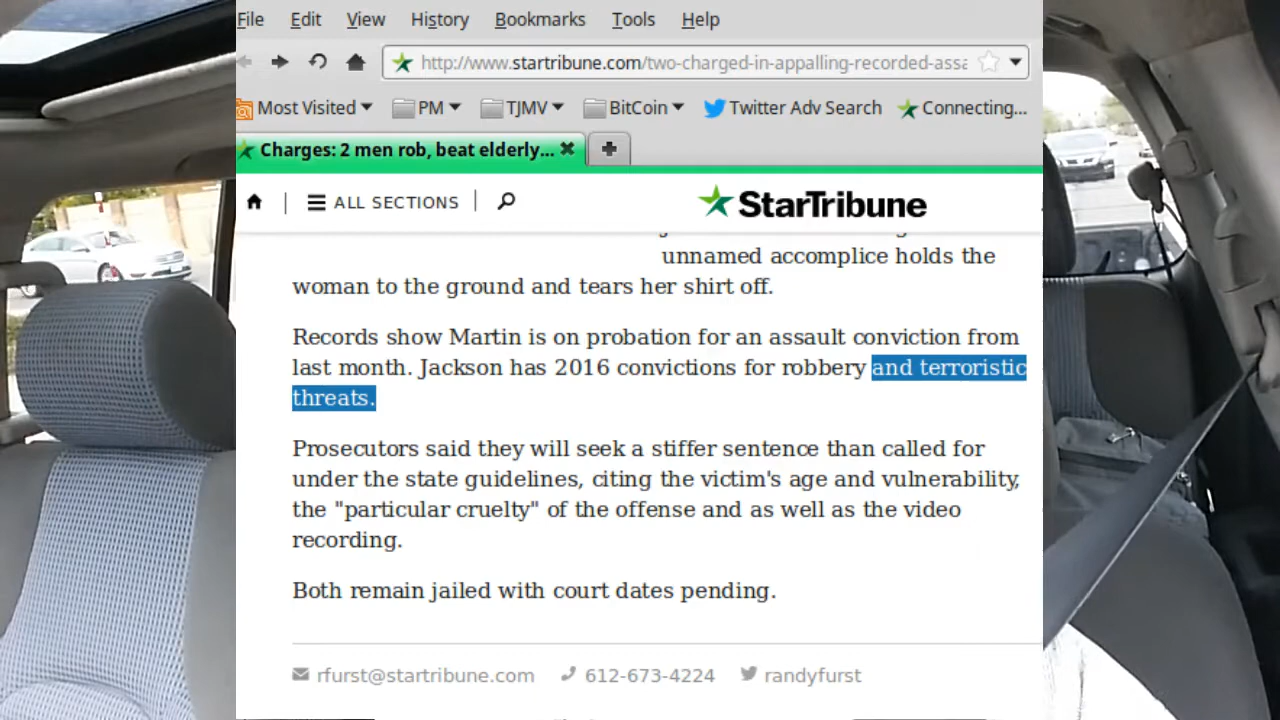 File Edit View History Bookmarks Tools Help
http://www.startribune.com/two-charged-in-appalling-recorded-assa
Most Visited PM TJMV BitCoin Twitter Adv Search Connecting...
Charges: 2 men rob, beat elderly...
ALL SECTIONS StarTribune
unnamed accomplice holds the
woman to the ground and tears her shirt off.
Records show Martin is on probation for an assault conviction from
last month. Jackson has 2016 convictions for robbery and terroristic
threats.
Prosecutors said they will seek a stiffer sentence than called for
under the state guidelines, citing the victim's age and vulnerability,
the "particular cruelty" of the offense and as well as the video
recording.
Both remain jailed with court dates pending.
rfurst@startribune.com 612-673-4224 randyfurst